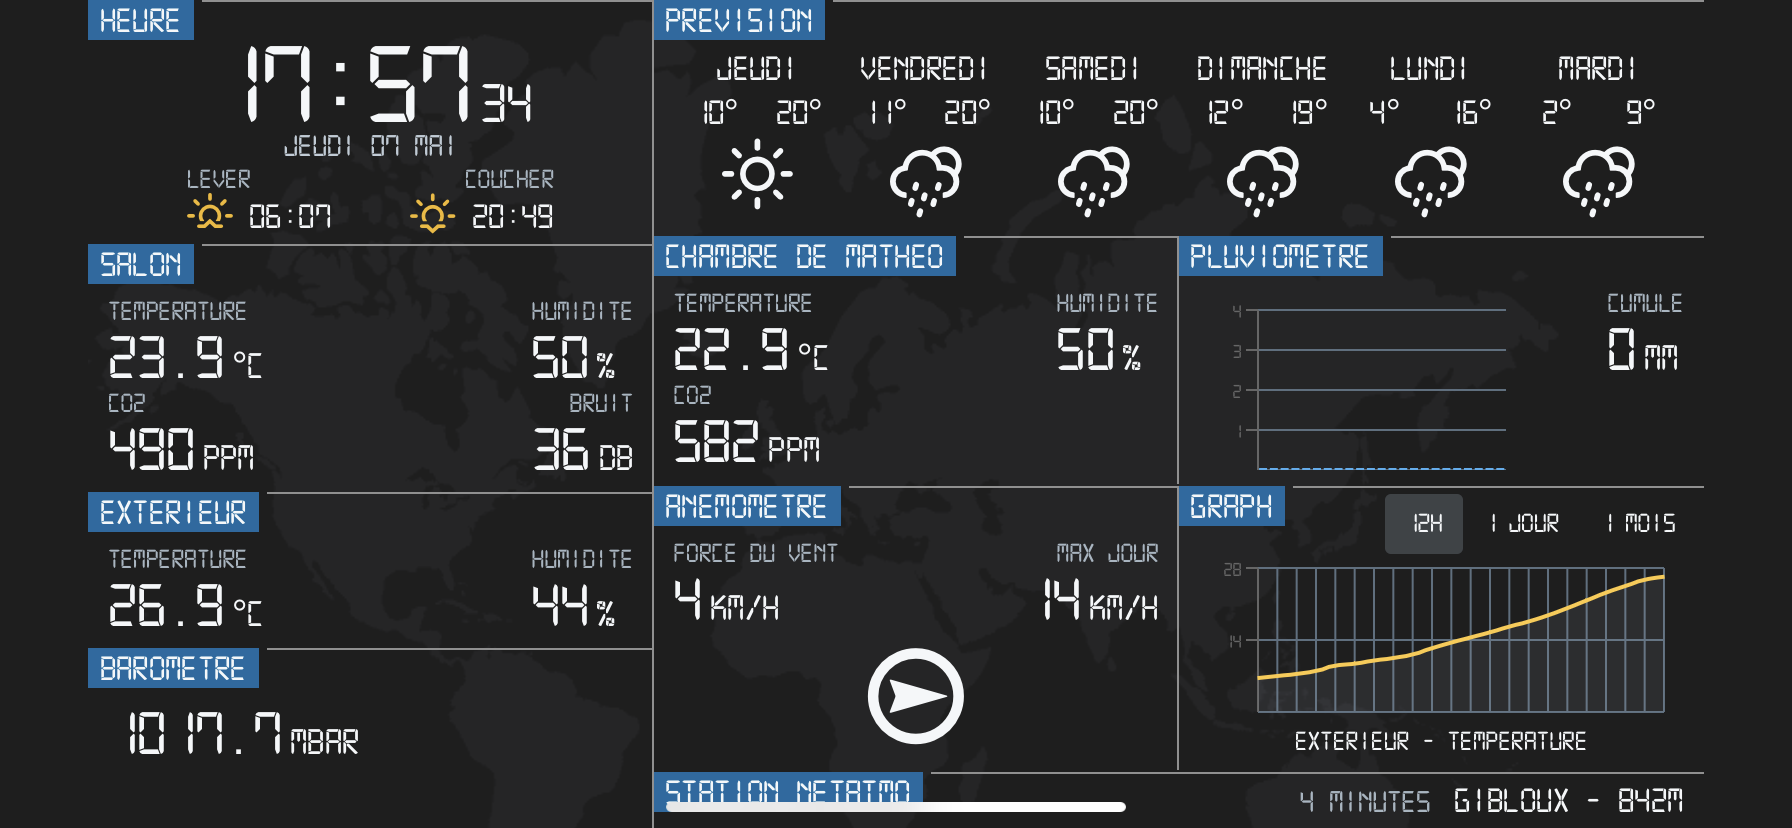 HEURE
17:57 34
JEUDI 07 MAI
LEVER COUCHER
06:07 20:49
SALON
TEMPERATURE HUMIDITE
23.9 °C 50 %
CO2 BRUIT
490 PPM 36 DB
EXTERIEUR
TEMPERATURE HUMIDITE
26.9 °C 44 %
BAROMETRE
1017.7 MBAR
PREVISION
JEUDI VENDREDI SAMEDI DIMANCHE LUNDI MARDI
10° 20° 11° 20° 10° 20° 12° 19° 4° 16° 2° 9°
CHAMBRE DE MATHEO
TEMPERATURE HUMIDITE
22.9 °C 50 %
CO2
582 PPM
PLUVIOMETRE
CUMULE
0 MM
4
3
2
1
ANEMOMETRE
FORCE DU VENT MAX JOUR
4 KM/H 14 KM/H
GRAPH
12H 1 JOUR 1 MOIS
28
14
EXTERIEUR - TEMPERATURE
STATION NETATMO
4 MINUTES GIBLOUX - 842M